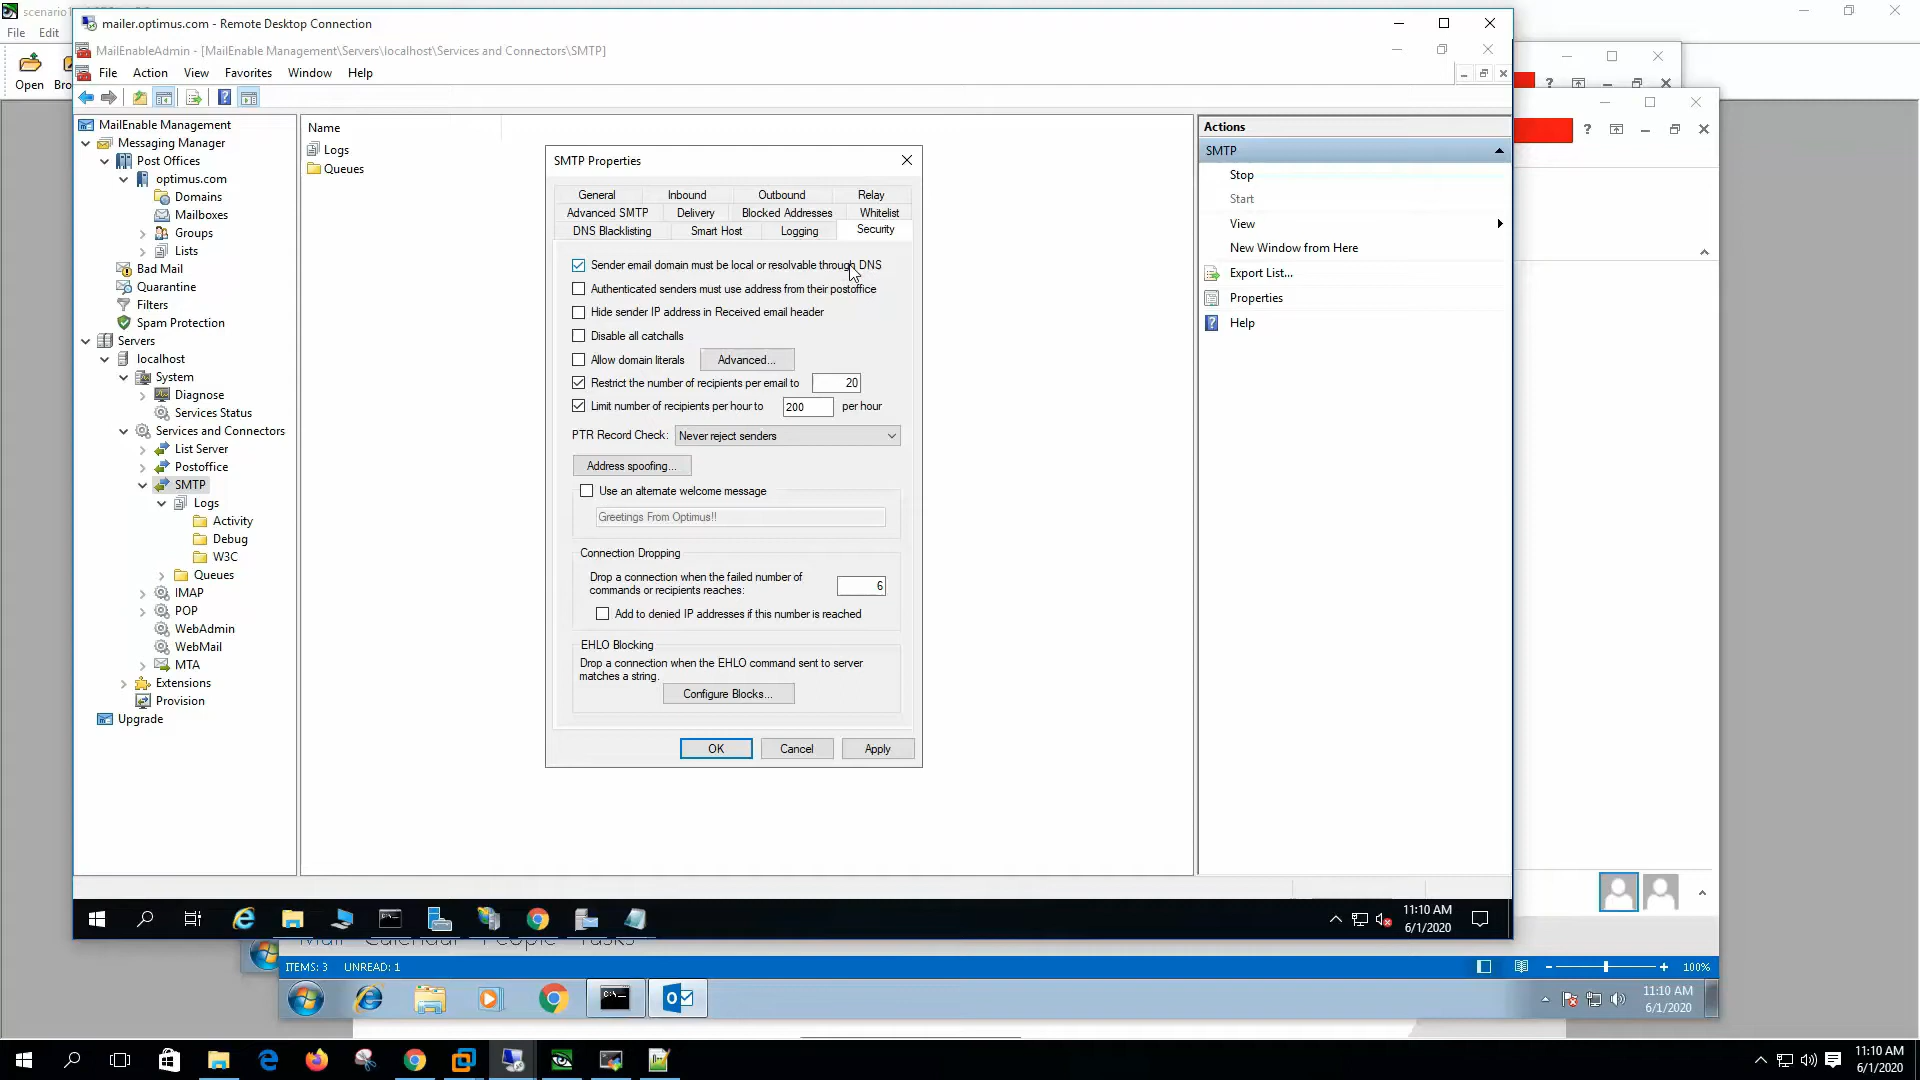 scenario1
File Edit
Open Bro
mailer.optimus.com - Remote Desktop Connection
MailEnableAdmin - [MailEnable Management\Servers\localhost\Services and Connectors\SMTP]
File Action View Favorites Window Help
MailEnable Management
Messaging Manager
Post Offices
optimus.com
Domains
Mailboxes
Groups
Lists
Bad Mail
Quarantine
Filters
Spam Protection
Servers
localhost
System
Diagnose
Services Status
Services and Connectors
List Server
Postoffice
SMTP
Logs
Activity
Debug
W3C
Queues
IMAP
POP
WebAdmin
WebMail
MTA
Extensions
Provision
Upgrade
Name
Logs
Queues
SMTP Properties
General Inbound Outbound Relay
Advanced SMTP Delivery Blocked Addresses Whitelist
DNS Blacklisting Smart Host Logging Security
Sender email domain must be local or resolvable through DNS
Authenticated senders must use address from their postoffice
Hide sender IP address in Received email header
Disable all catchalls
Allow domain literals Advanced...
Restrict the number of recipients per email to 20
Limit number of recipients per hour to 200 per hour
PTR Record Check: Never reject senders
Address spoofing...
Use an alternate welcome message
Greetings From Optimus!!
Connection Dropping
Drop a connection when the failed number of
commands or recipients reaches: 6
Add to denied IP addresses if this number is reached
EHLO Blocking
Drop a connection when the EHLO command sent to server
matches a string.
Configure Blocks...
OK Cancel Apply
Actions
SMTP
Stop
Start
View
New Window from Here
Export List...
Properties
Help
11:10 AM
6/1/2020
Mail Calendar People Tasks
ITEMS: 3 UNREAD: 1
100%
11:10 AM
6/1/2020
11:10 AM
6/1/2020